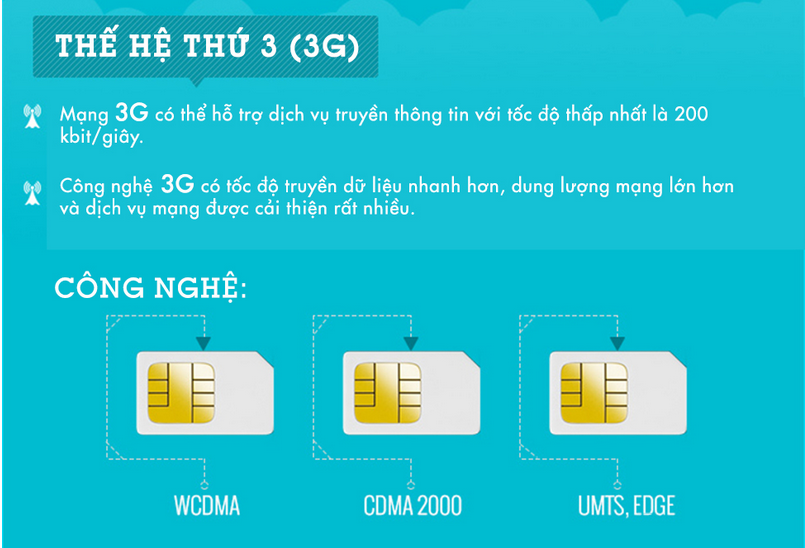 THẾ HỆ THỨ 3 (3G)
Mạng 3G có thể hỗ trợ dịch vụ truyền thông tin với tốc độ thấp nhất là 200
kbit/giây.
Công nghệ 3G có tốc độ truyền dữ liệu nhanh hơn, dung lượng mạng lớn hơn
và dịch vụ mạng được cải thiện rất nhiều.
CÔNG NGHỆ:
WCDMA
CDMA 2000
UMTS, EDGE